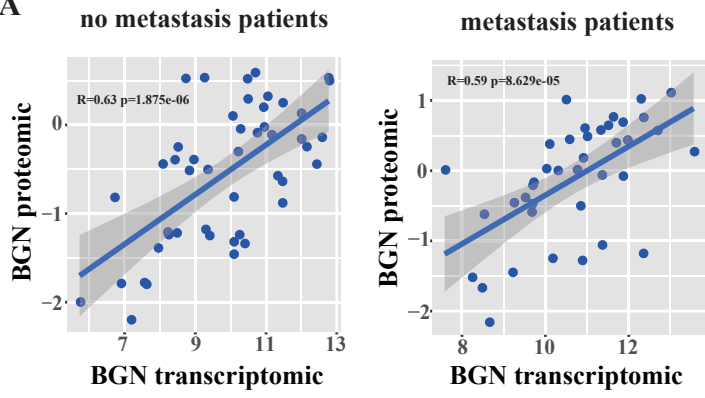 A
no metastasis patients
metastasis patients
R=0.63 p=1.875e-06
BGN proteomic
0
−1
−2
7
9
11
13
BGN transcriptomic
R=0.59 p=8.629e-05
BGN proteomic
1
0
−1
−2
8
10
12
BGN transcriptomic